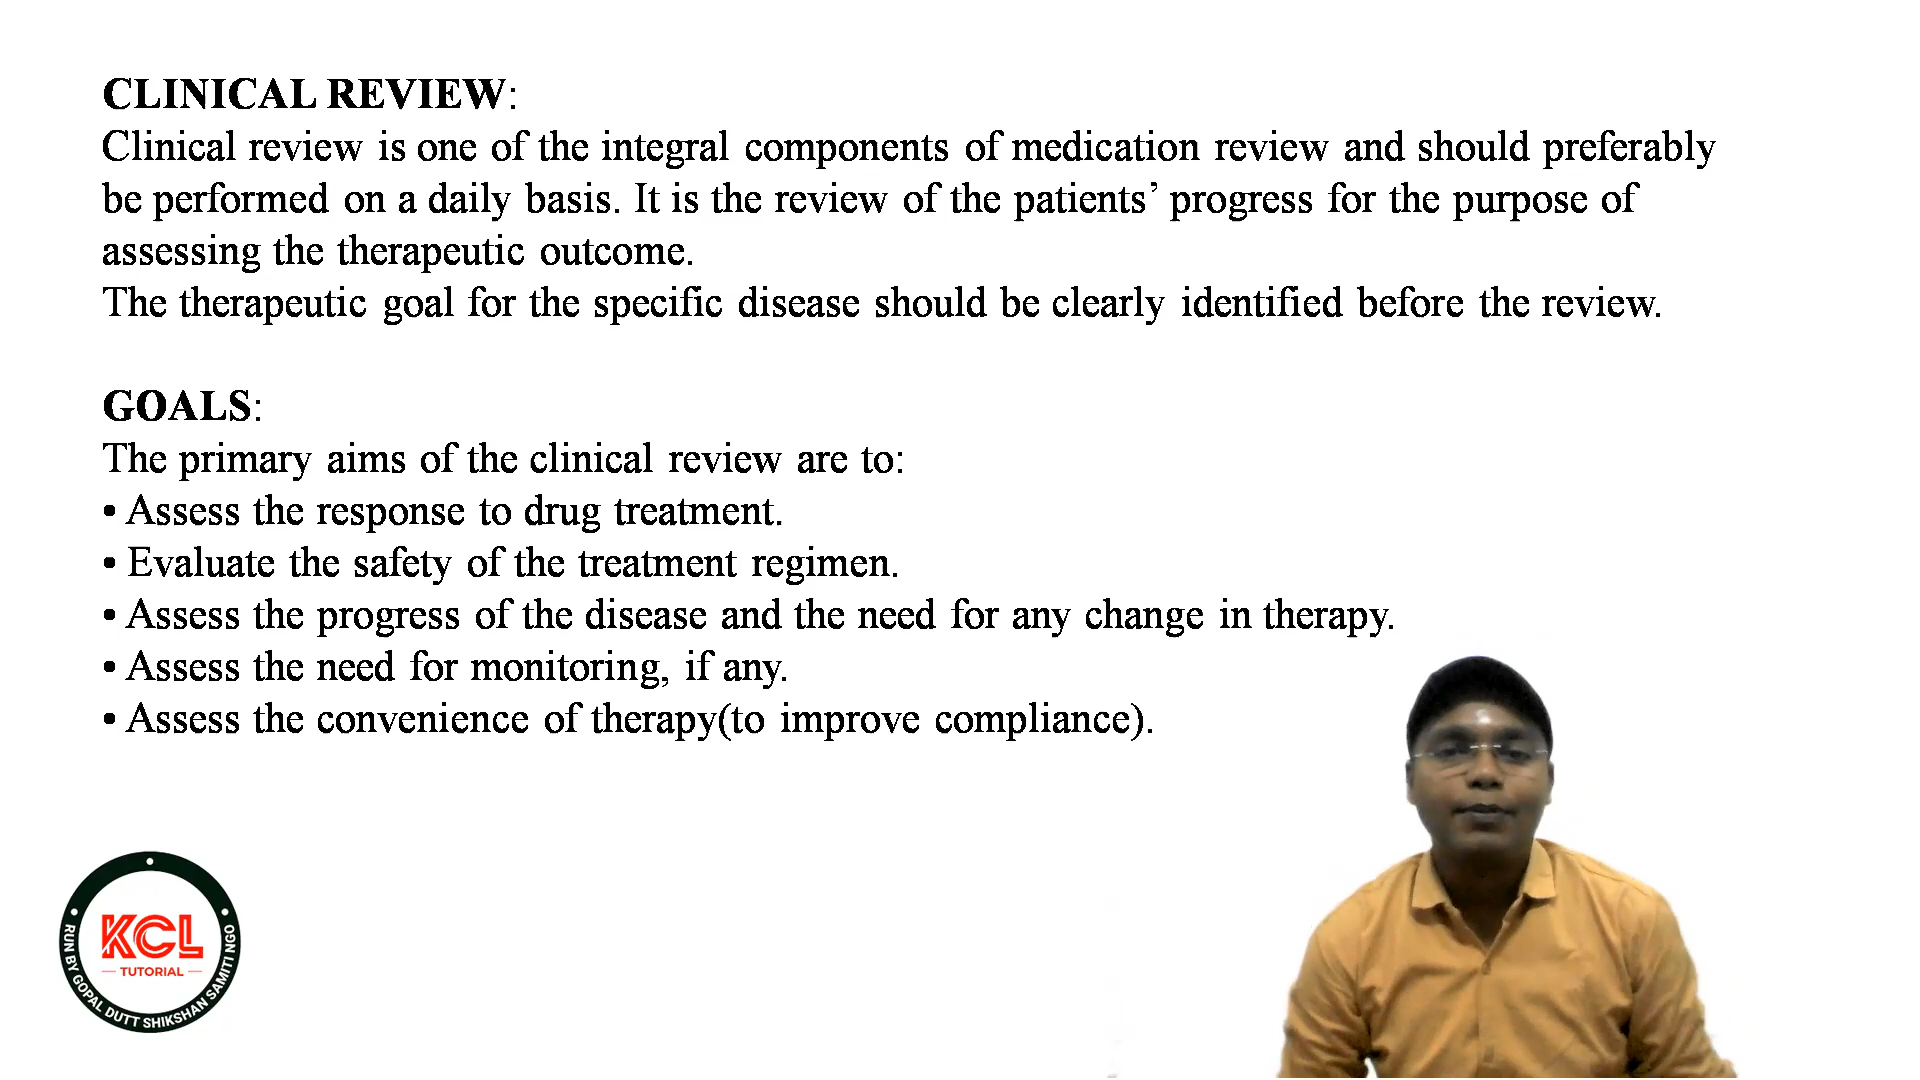 CLINICAL REVIEW:
Clinical review is one of the integral components of medication review and should preferably
be performed on a daily basis. It is the review of the patients’ progress for the purpose of
assessing the therapeutic outcome.
The therapeutic goal for the specific disease should be clearly identified before the review.
GOALS:
The primary aims of the clinical review are to:
• Assess the response to drug treatment.
• Evaluate the safety of the treatment regimen.
• Assess the progress of the disease and the need for any change in therapy.
• Assess the need for monitoring, if any.
• Assess the convenience of therapy(to improve compliance).
KCL
TUTORIAL
RUN BY GOPAL DUTT SHIKSHAN SAMITI NGO